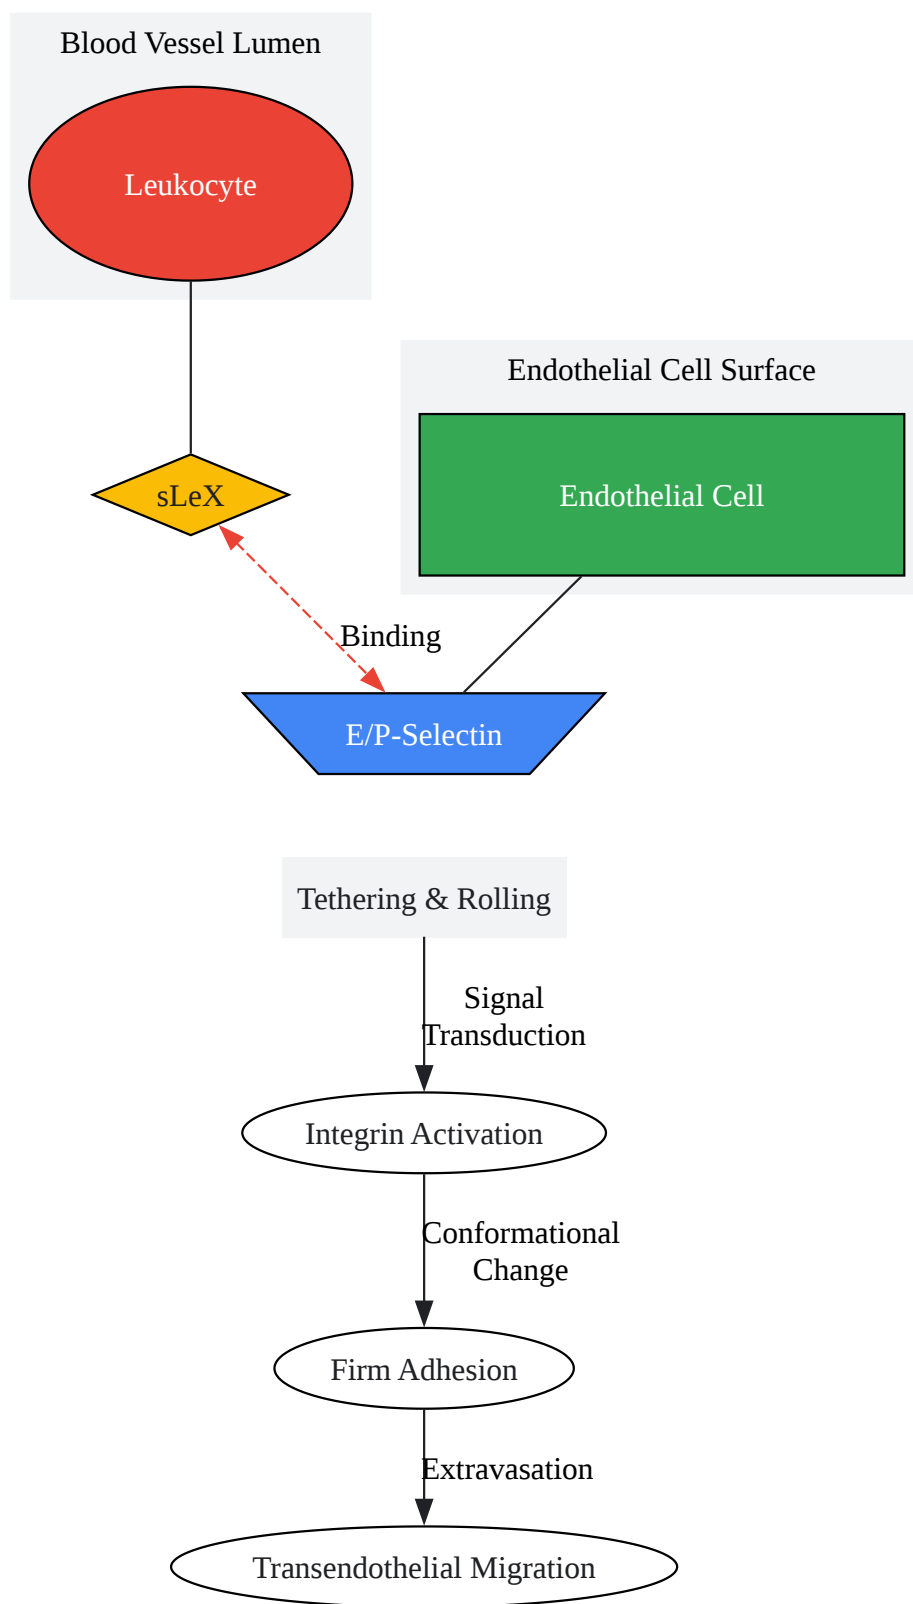 Blood Vessel Lumen
Leukocyte
Endothelial Cell Surface
sLeX
Endothelial Cell
Binding
E/P-Selectin
Tethering & Rolling
Signal
Transduction
Integrin Activation
Conformational
Change
Firm Adhesion
Extravasation
Transendothelial Migration